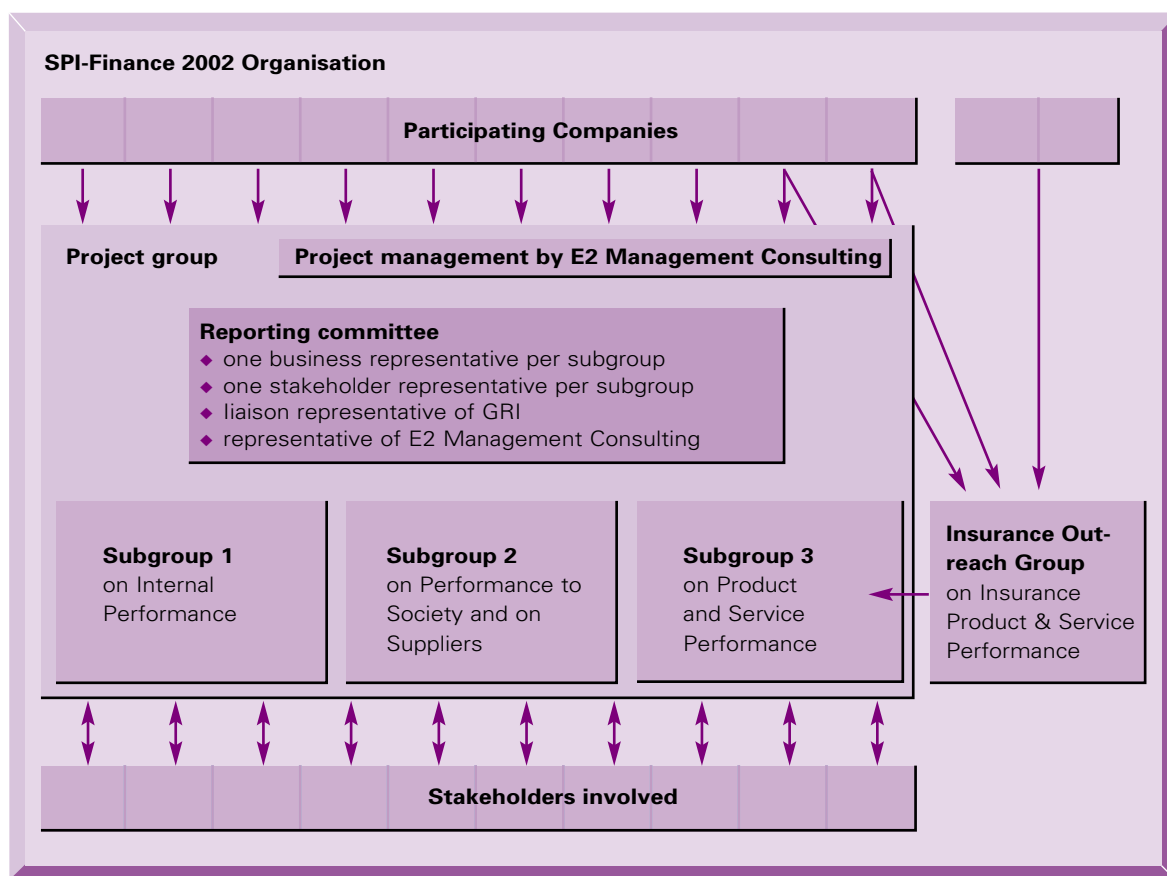 SPI-Finance 2002 Organisation
Participating Companies
Project group
Project management by E2 Management Consulting
Reporting committee
◆ one business representative per subgroup
◆ one stakeholder representative per subgroup
◆ liaison representative of GRI
◆ representative of E2 Management Consulting
Subgroup 1
on Internal
Performance
Subgroup 2
on Performance to
Society and on
Suppliers
Subgroup 3
on Product
and Service
Performance
Insurance Out-
reach Group
on Insurance
Product & Service
Performance
Stakeholders involved